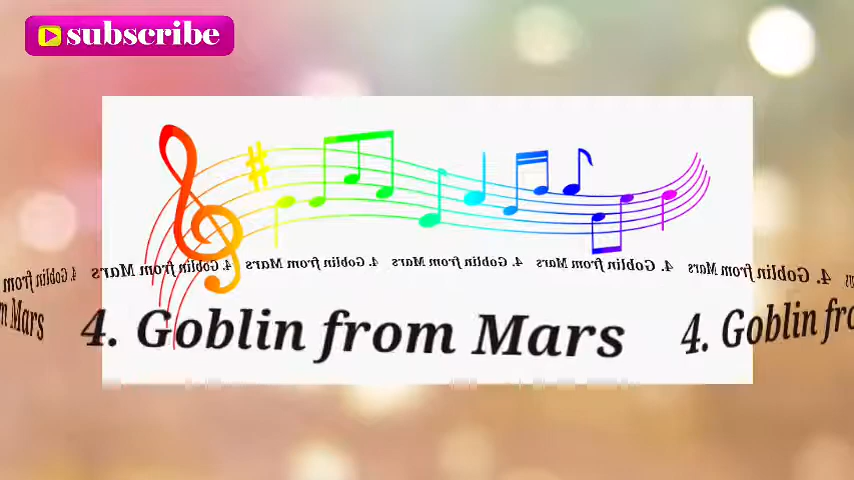 subscribe
4. Goblin from Mars 4. Goblin from Mars 4. Goblin from Mars 4. Goblin from Mars 4. Goblin from Mars
4. Goblin from Mars